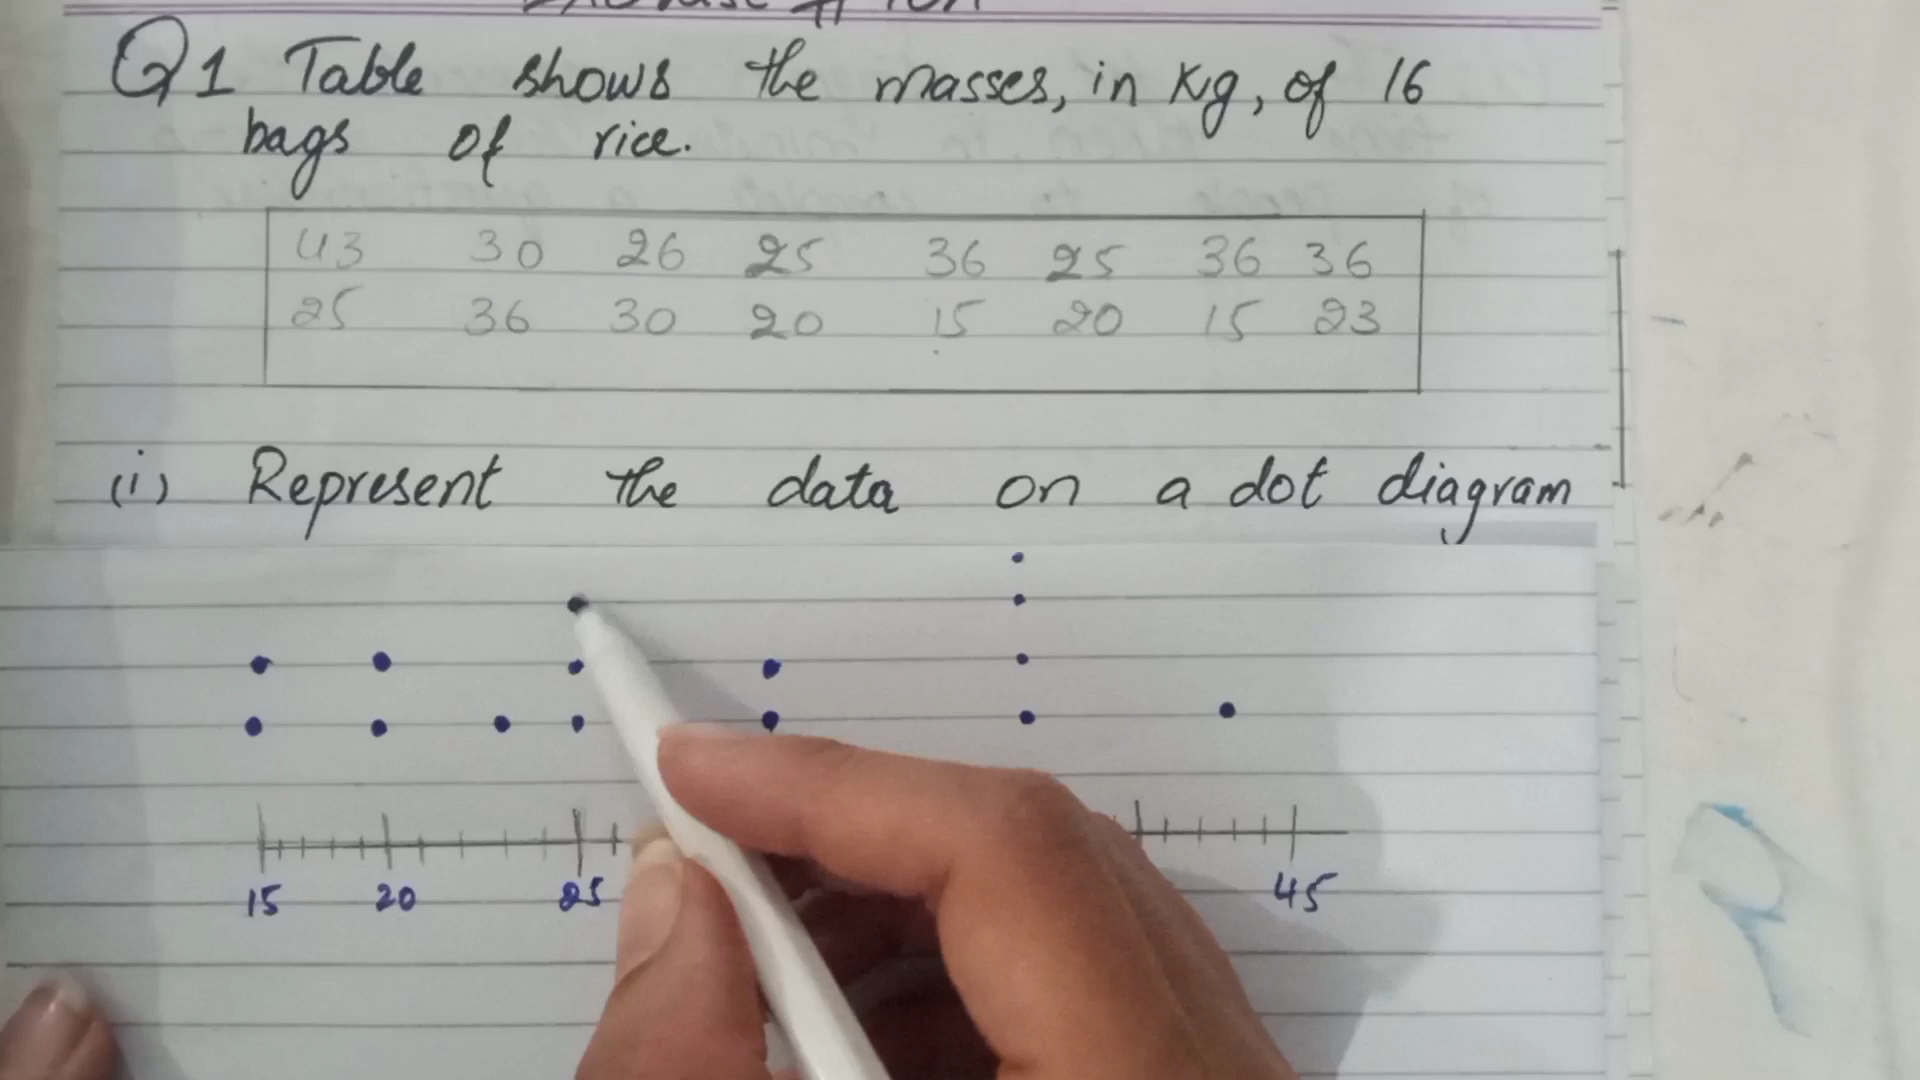 Q1 Table shows the masses, in Kg, of 16
bags of rice.
43 30 26 25 36 25 36 36
25 36 30 20 15 20 15 23
(i) Represent the data on a dot diagram
15 20 25 45